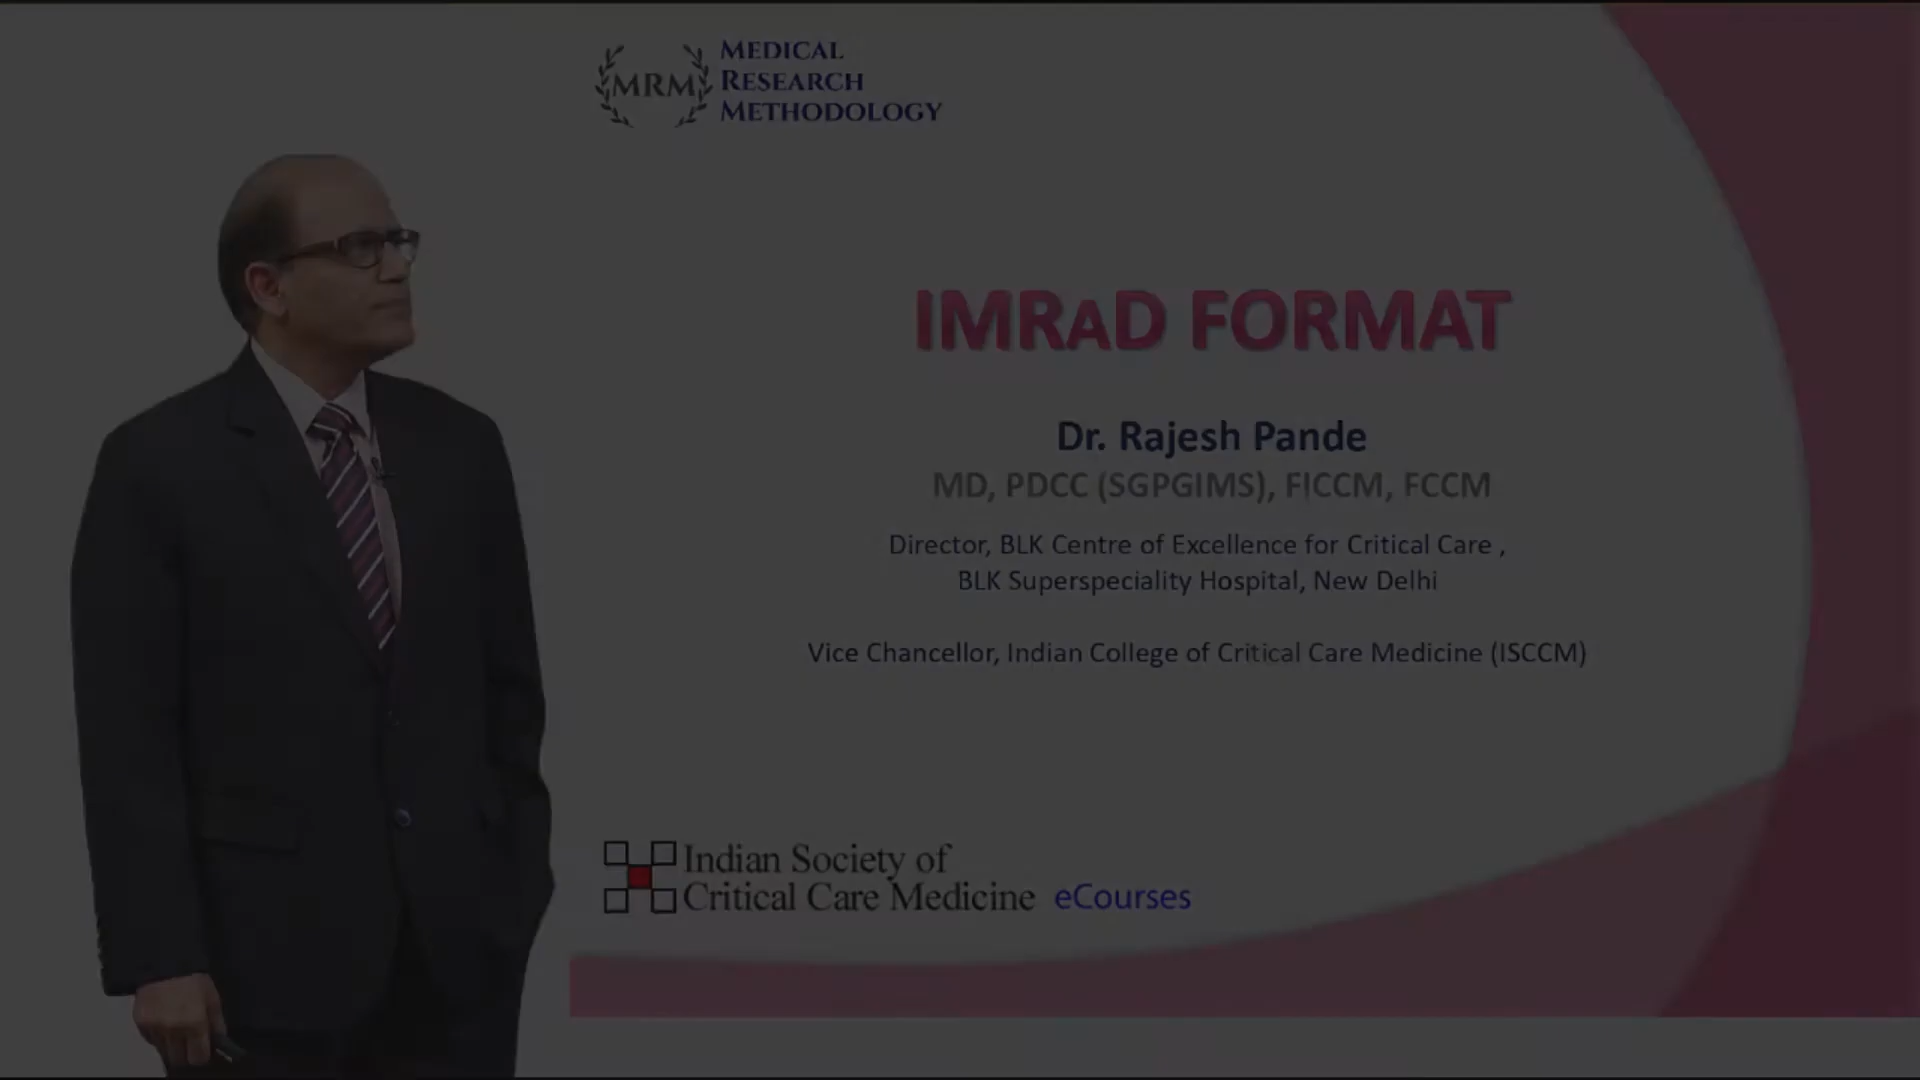 MRM
MEDICAL
RESEARCH
METHODOLOGY
IMRAD FORMAT
Dr. Rajesh Pande
MD, PDCC (SGPGIMS), FICCM, FCCM
Director, BLK Centre of Excellence for Critical Care ,
BLK Superspeciality Hospital, New Delhi
Vice Chancellor, Indian College of Critical Care Medicine (ISCCM)
Indian Society of
Critical Care Medicine eCourses